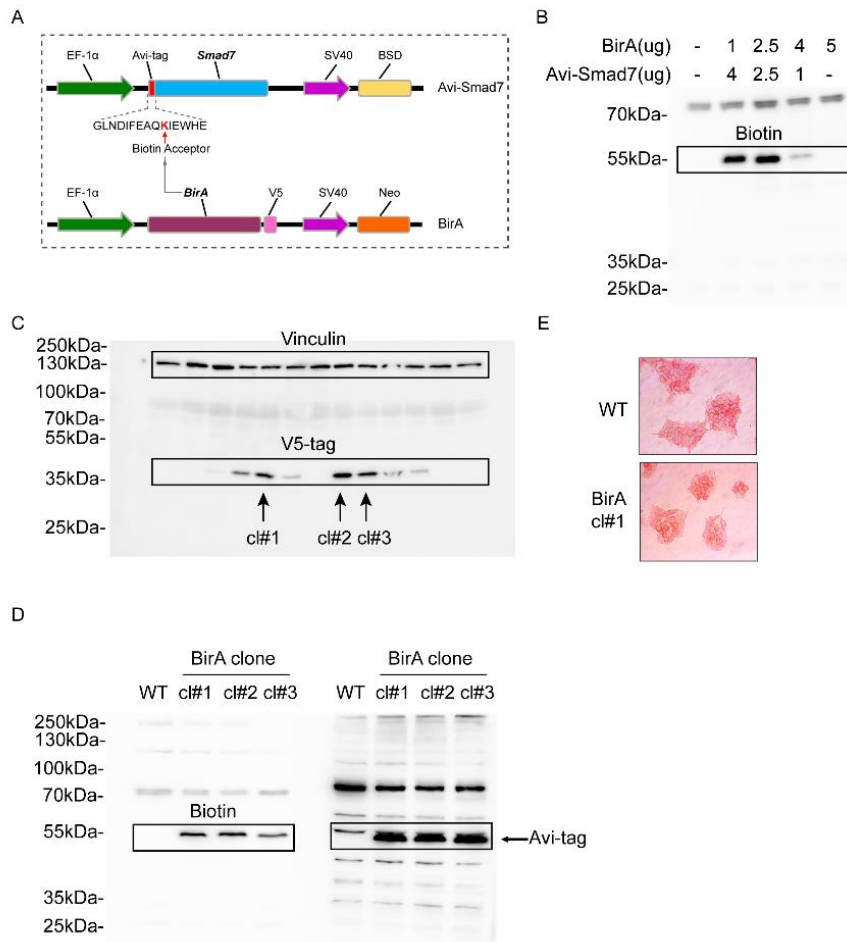 A
EF-1α Avi-tag Smad7 SV40 BSD
Avi-Smad7
GLNDIFEAQKIEWHE
Biotin Acceptor
EF-1α BirA V5 SV40 Neo
BirA
B
BirA(ug) - 1 2.5 4 5
Avi-Smad7(ug) - 4 2.5 1 -
70kDa-
Biotin
55kDa-
35kDa-
25kDa-
C
250kDa-
Vinculin
130kDa-
100kDa-
70kDa-
55kDa-
V5-tag
35kDa-
25kDa-
cl#1 cl#2 cl#3
E
WT
BirA
cl#1
D
BirA clone BirA clone
WT cl#1 cl#2 cl#3 WT cl#1 cl#2 cl#3
250kDa-
130kDa-
100kDa-
70kDa-
Biotin
55kDa-
Avi-tag
35kDa-
25kDa-